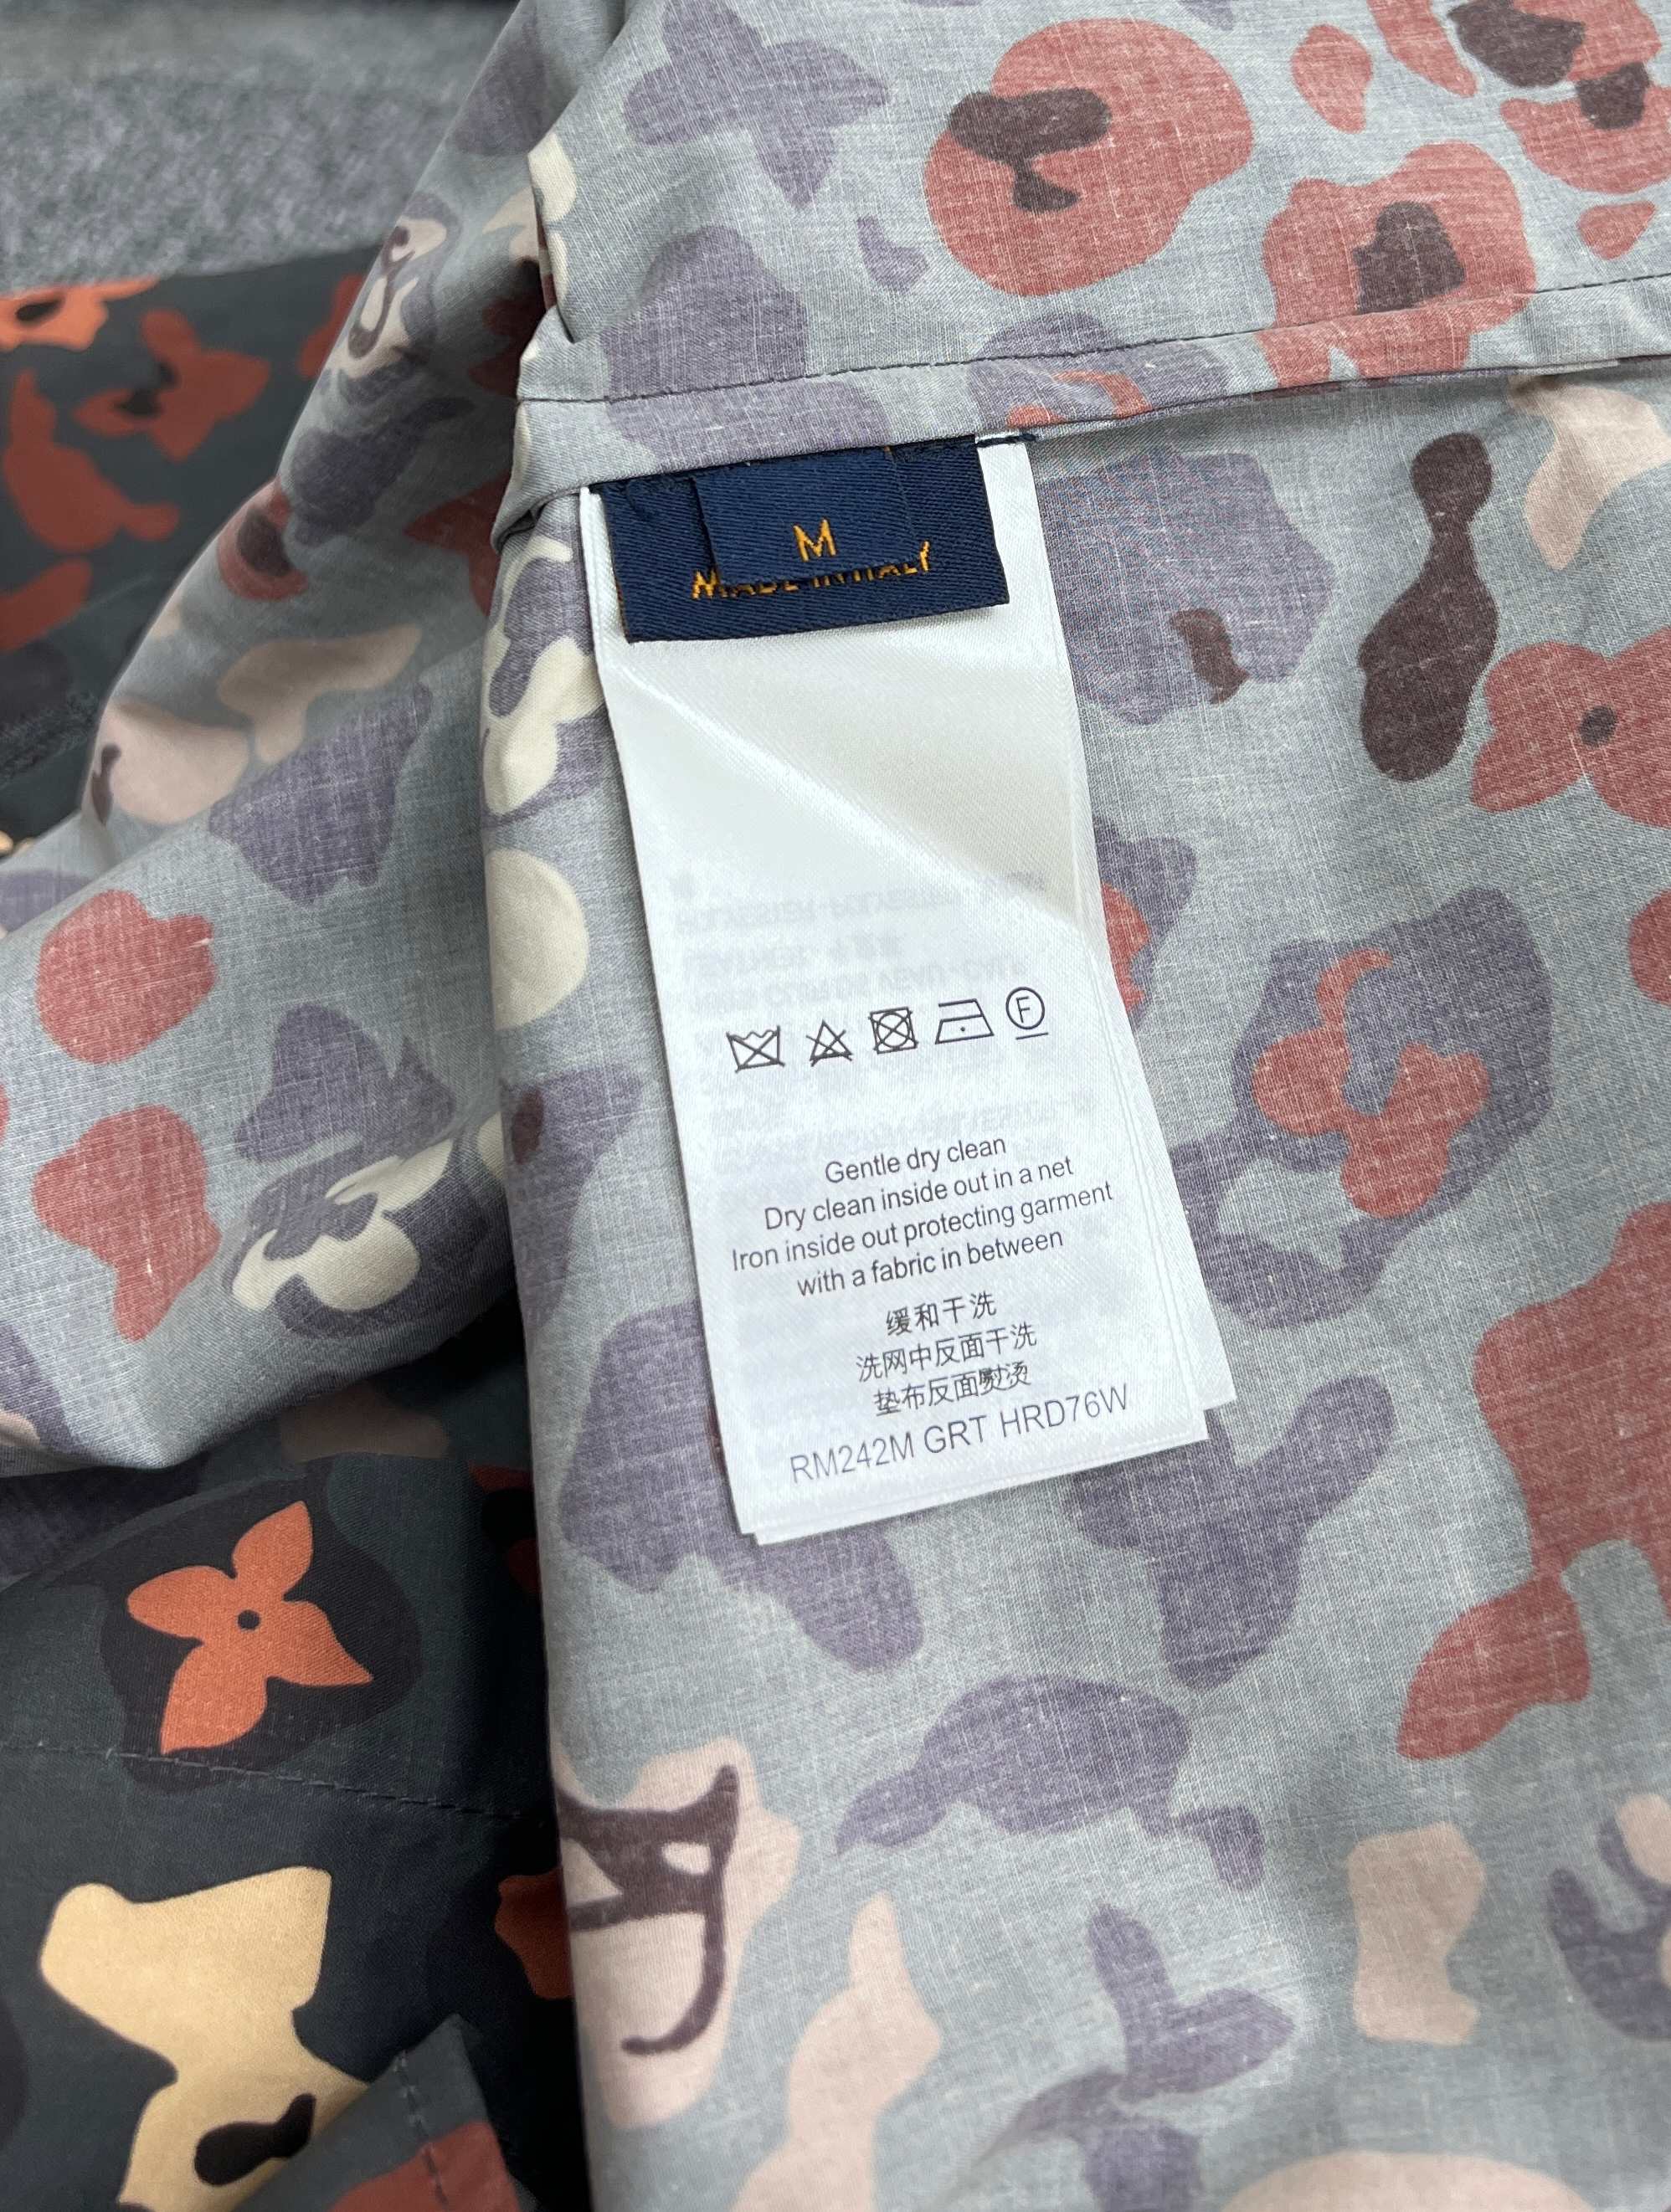 M
MADE IN ITALY
F
Gentle dry clean
Dry clean inside out in a net
Iron inside out protecting garment
with a fabric in between
缓和干洗
洗网中反面干洗
垫布反面熨烫
RM242M GRT HRD76W